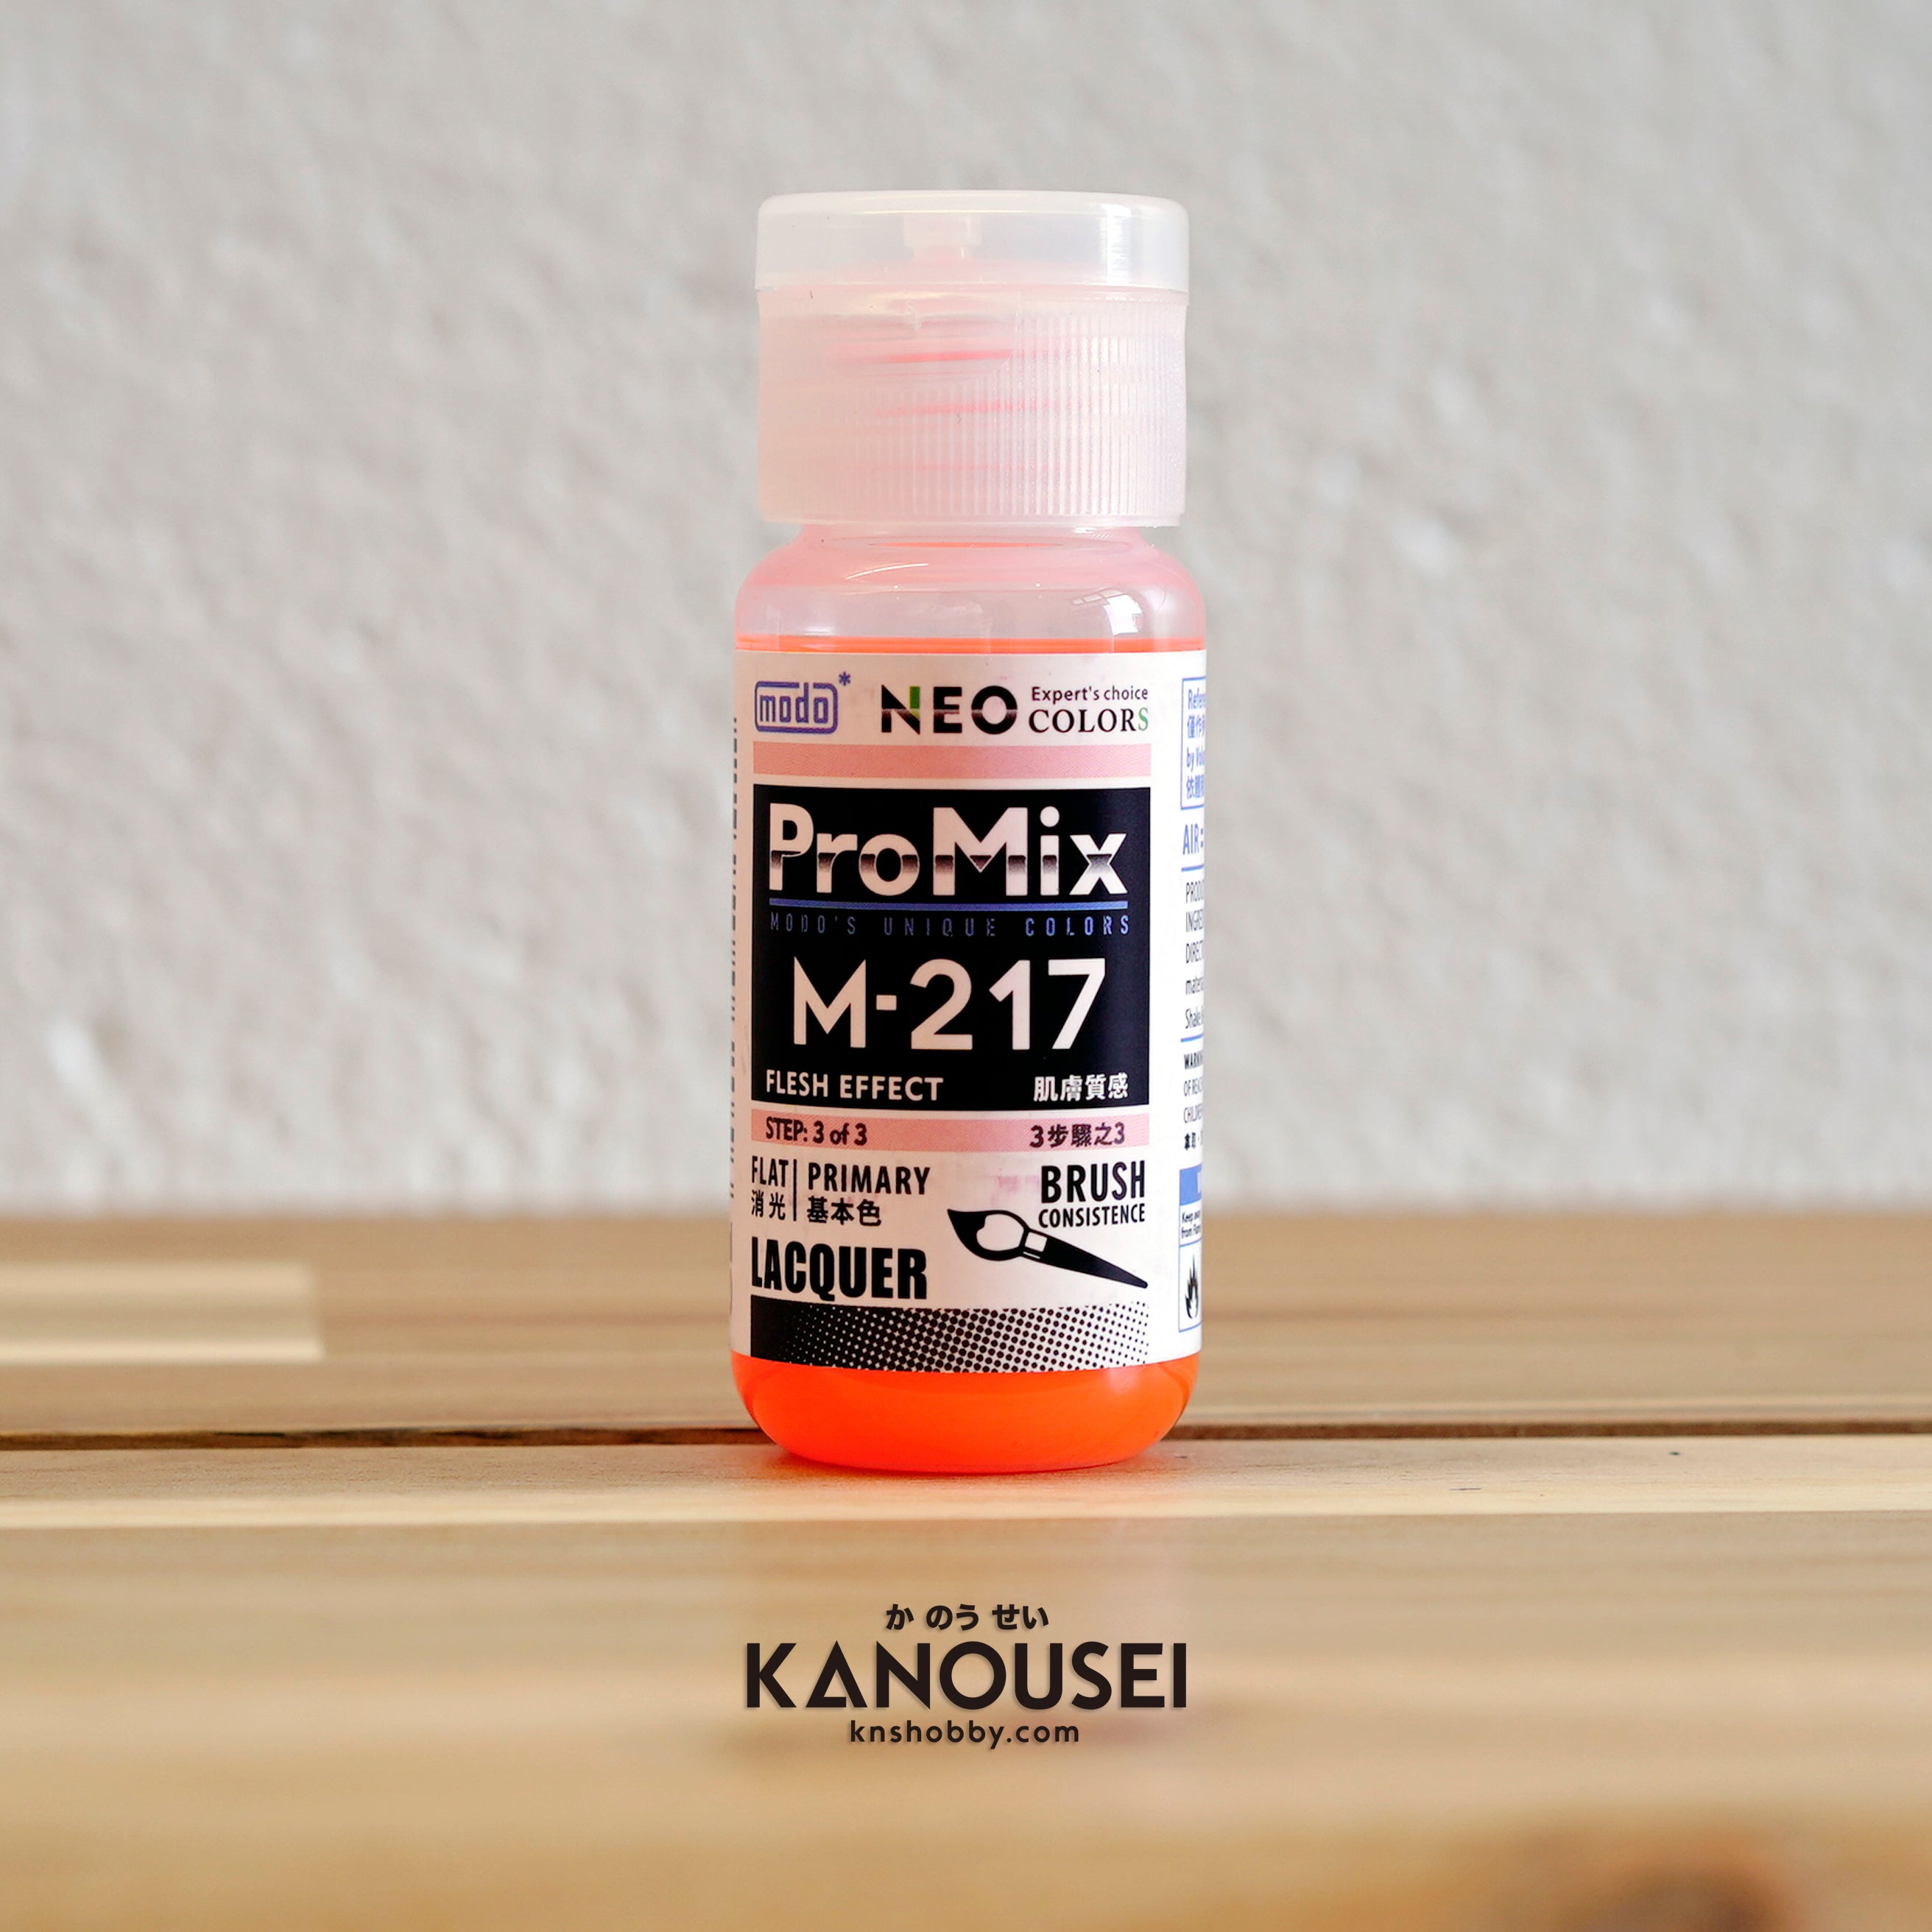 modo*
NEO Expert's choice COLORS
ProMix
MODO'S UNIQUE COLORS
M-217
FLESH EFFECT 肌膚質感
STEP: 3 of 3 3步驟之3
FLAT PRIMARY BRUSH
消光 基本色 CONSISTENCE
LACQUER
AIR
か のう せい
KANOUSEI
knshobby.com